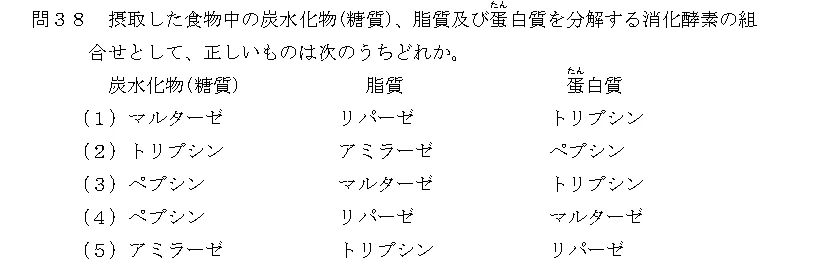 問38　摂取した食物中の炭水化物(糖質)、脂質及び蛋白質を分解する消化酵素の組
たん
合せとして、正しいものは次のうちどれか。
炭水化物(糖質)　脂質　蛋白質
たん
(1) マルターゼ　リパーゼ　トリプシン
(2) トリプシン　アミラーゼ　ペプシン
(3) ペプシン　マルターゼ　トリプシン
(4) ペプシン　リパーゼ　マルターゼ
(5) アミラーゼ　トリプシン　リパーゼ